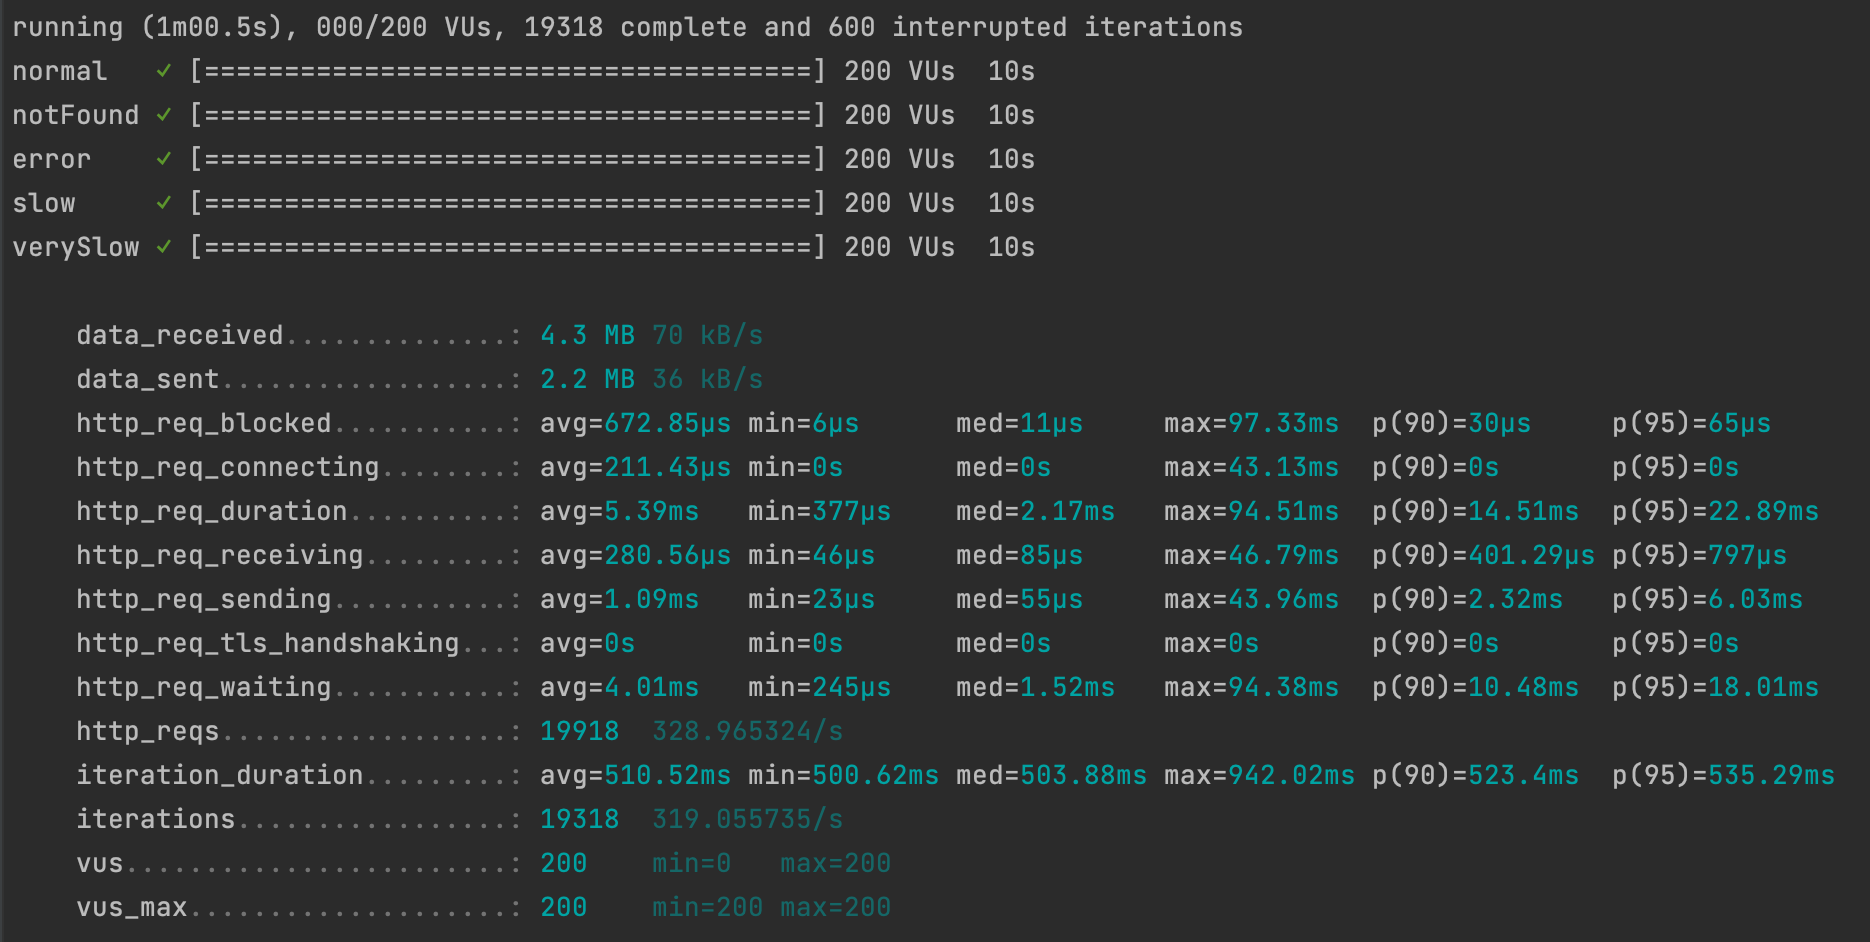 running (1m00.5s), 000/200 VUs, 19318 complete and 600 interrupted iterations
normal   ✓ [======================================] 200 VUs  10s
notFound ✓ [======================================] 200 VUs  10s
error    ✓ [======================================] 200 VUs  10s
slow     ✓ [======================================] 200 VUs  10s
verySlow ✓ [======================================] 200 VUs  10s
data_received..............: 4.3 MB 70 kB/s
data_sent..................: 2.2 MB 36 kB/s
http_req_blocked...........: avg=672.85µs min=6µs      med=11µs     max=97.33ms  p(90)=30µs     p(95)=65µs
http_req_connecting........: avg=211.43µs min=0s       med=0s       max=43.13ms  p(90)=0s       p(95)=0s
http_req_duration..........: avg=5.39ms   min=377µs    med=2.17ms   max=94.51ms  p(90)=14.51ms  p(95)=22.89ms
http_req_receiving.........: avg=280.56µs min=46µs     med=85µs     max=46.79ms  p(90)=401.29µs p(95)=797µs
http_req_sending...........: avg=1.09ms   min=23µs     med=55µs     max=43.96ms  p(90)=2.32ms   p(95)=6.03ms
http_req_tls_handshaking...: avg=0s       min=0s       med=0s       max=0s       p(90)=0s       p(95)=0s
http_req_waiting...........: avg=4.01ms   min=245µs    med=1.52ms   max=94.38ms  p(90)=10.48ms  p(95)=18.01ms
http_reqs..................: 19918  328.965324/s
iteration_duration.........: avg=510.52ms min=500.62ms med=503.88ms max=942.02ms p(90)=523.4ms  p(95)=535.29ms
iterations.................: 19318  319.055735/s
vus........................: 200    min=0   max=200
vus_max....................: 200    min=200 max=200